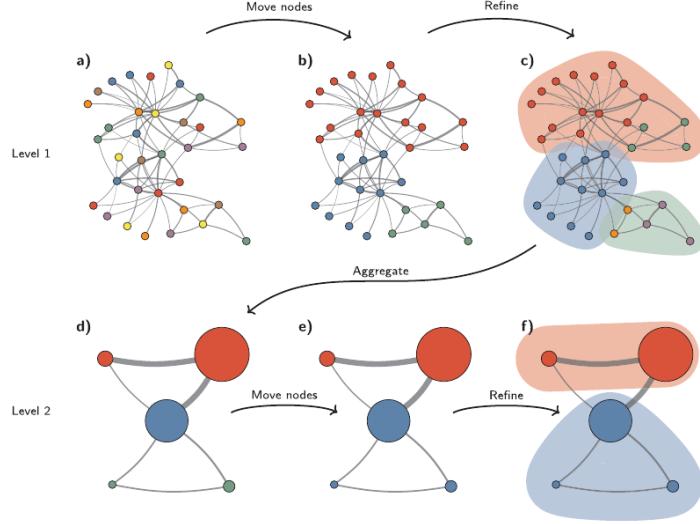 Move nodes
Refine
a)
b)
c)
Level 1
Aggregate
d)
e)
f)
Move nodes
Refine
Level 2